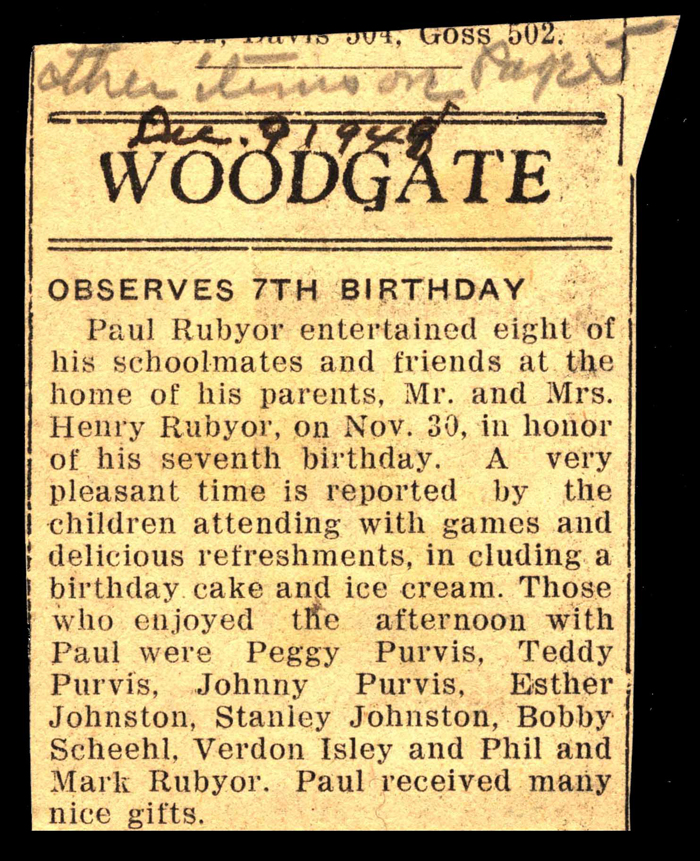 Davis 504, Goss 502.
other items on Page 5
Dec. 9 1948
WOODGATE
OBSERVES 7TH BIRTHDAY
Paul Rubyor entertained eight of
his schoolmates and friends at the
home of his parents, Mr. and Mrs.
Henry Rubyor, on Nov. 30, in honor
of his seventh birthday. A very
pleasant time is reported by the
children attending with games and
delicious refreshments, in cluding a
birthday cake and ice cream. Those
who enjoyed the afternoon with
Paul were Peggy Purvis, Teddy
Purvis, Johnny Purvis, Esther
Johnston, Stanley Johnston, Bobby
Scheehl, Verdon Isley and Phil and
Mark Rubyor. Paul received many
nice gifts.